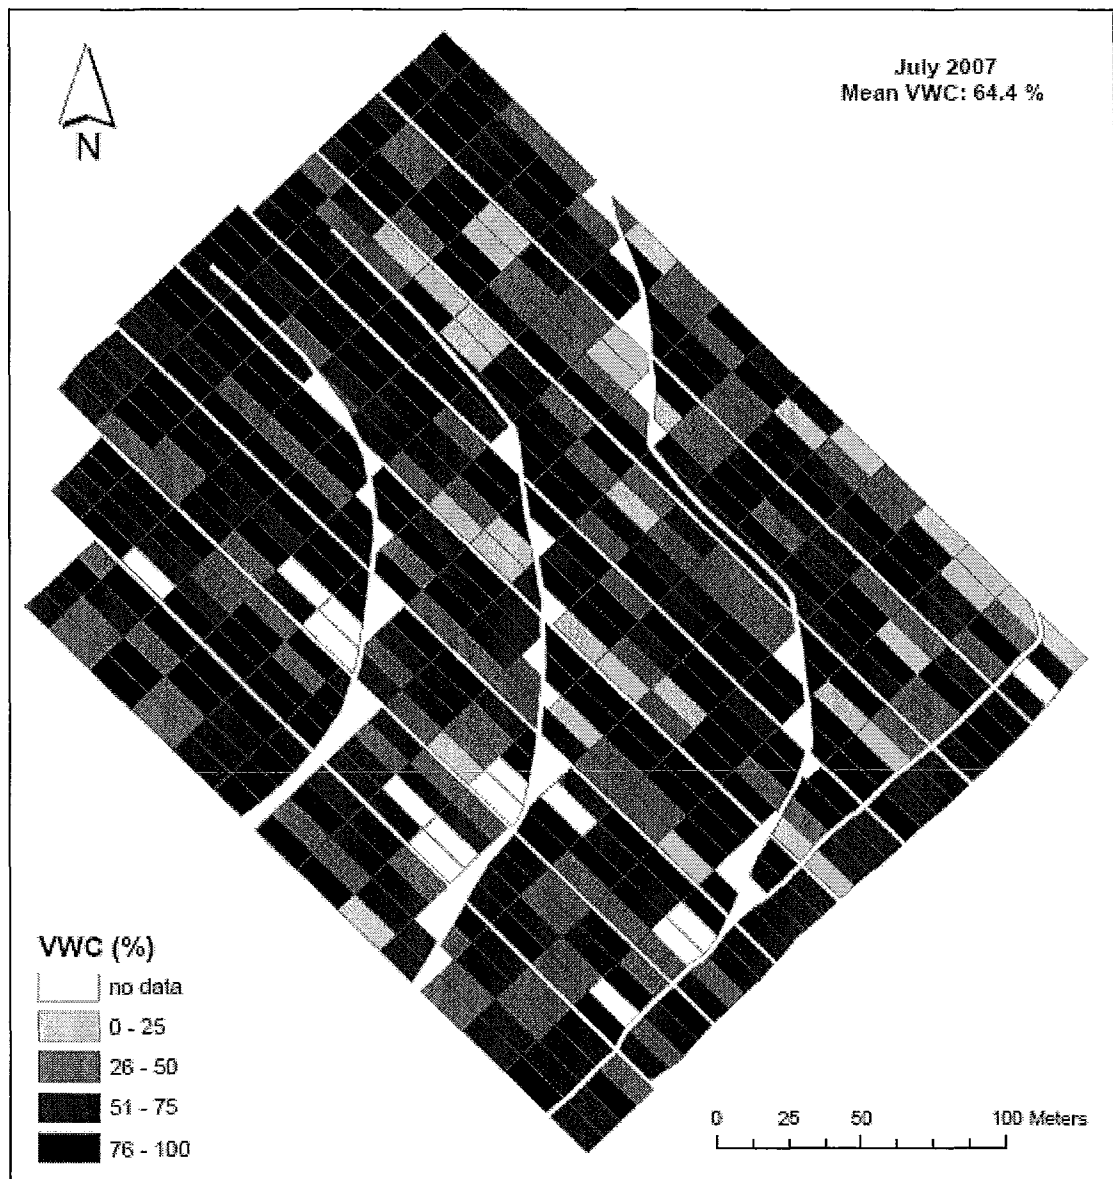 July 2007
Mean VWC: 64.4 %
N
VWC (%)
no data
0 - 25
26 - 50
51 - 75
76 - 100
0 25 50 100 Meters